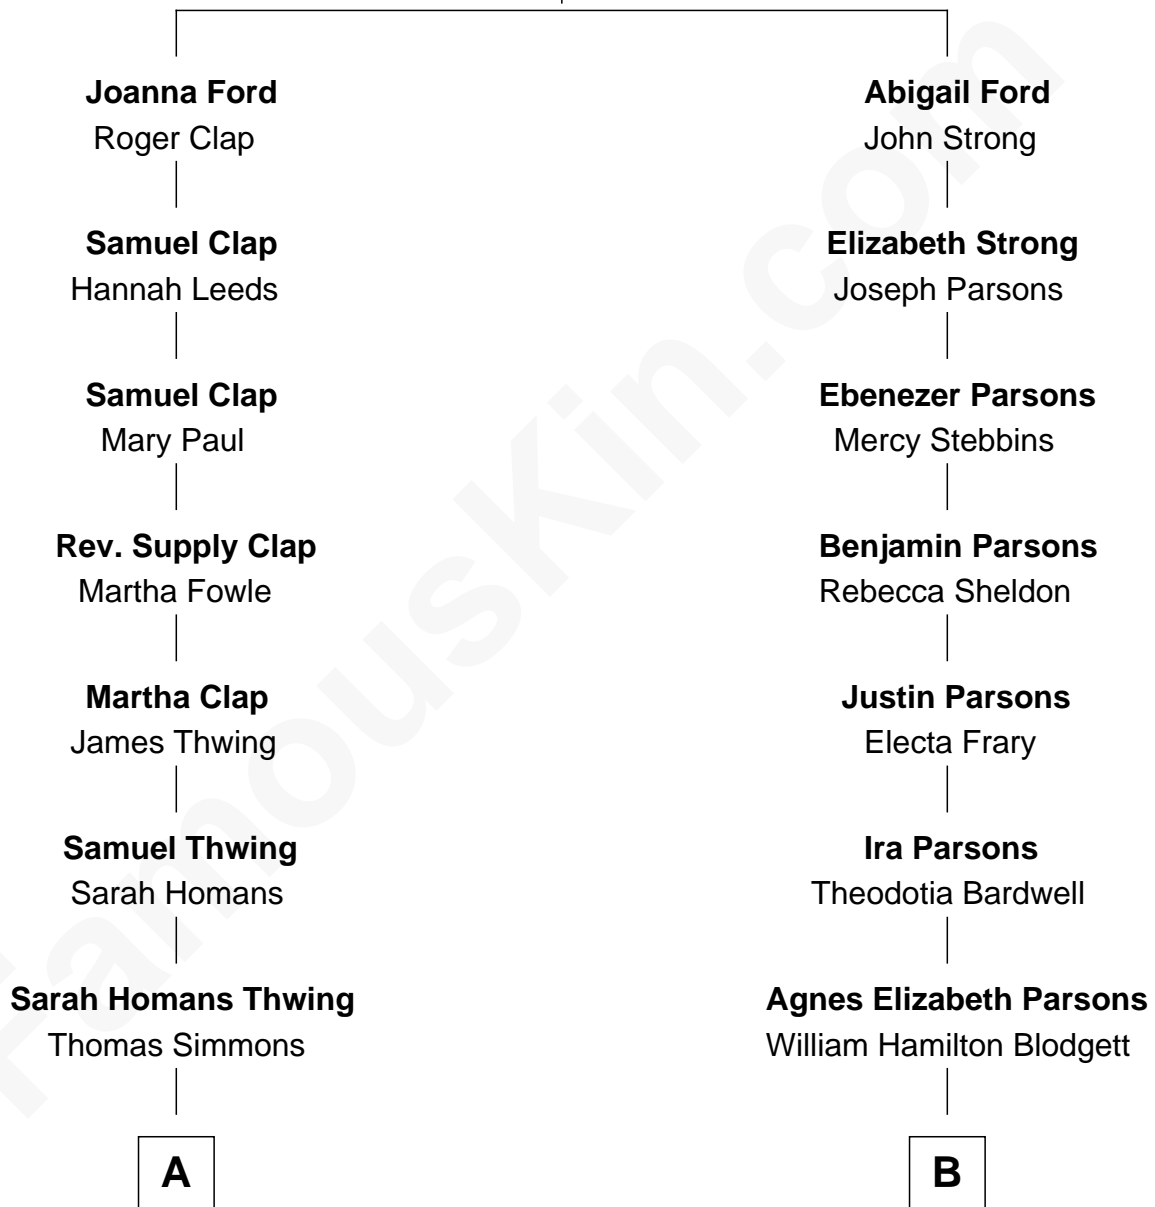 Joanna Ford
Roger Clap
Abigail Ford
John Strong
Samuel Clap
Hannah Leeds
Elizabeth Strong
Joseph Parsons
Samuel Clap
Mary Paul
Ebenezer Parsons
Mercy Stebbins
Rev. Supply Clap
Martha Fowle
Benjamin Parsons
Rebecca Sheldon
Martha Clap
James Thwing
Justin Parsons
Electa Frary
Samuel Thwing
Sarah Homans
Ira Parsons
Theodotia Bardwell
Sarah Homans Thwing
Thomas Simmons
Agnes Elizabeth Parsons
William Hamilton Blodgett
A
B
FamousKin.com